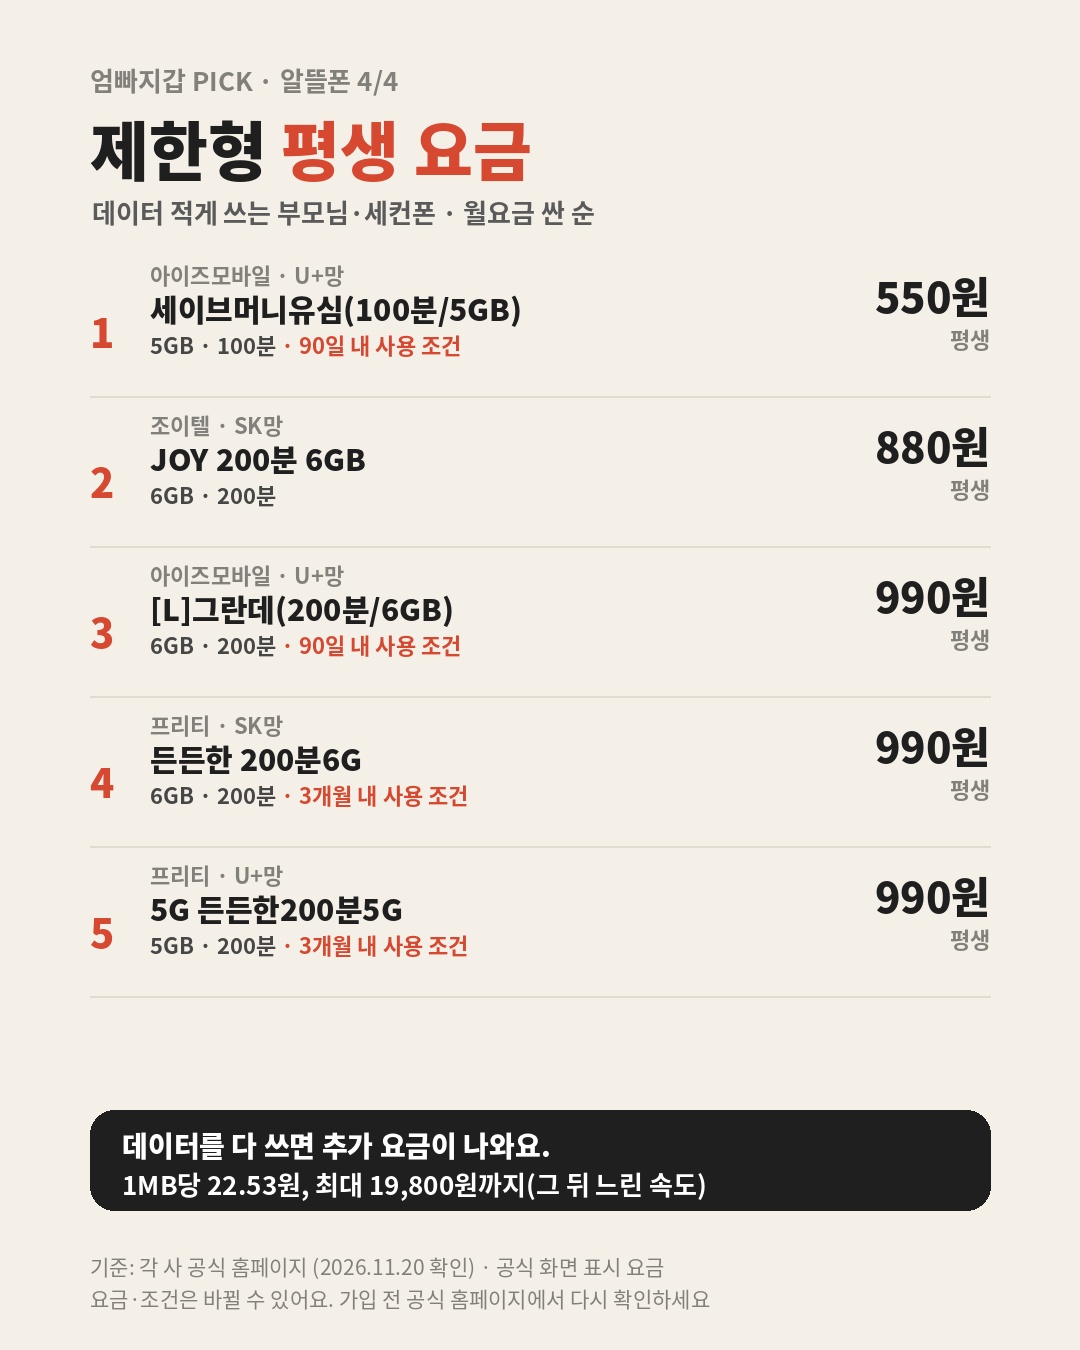 엄빠지갑 PICK · 알뜰폰 4/4
제한형 평생 요금
데이터 적게 쓰는 부모님·세컨폰 · 월요금 싼 순
아이즈모바일 · U+망
1 세이브머니유심(100분/5GB) 550원
5GB · 100분 · 90일 내 사용 조건 평생
조이텔 · SK망
2 JOY 200분 6GB 880원
6GB · 200분 평생
아이즈모바일 · U+망
3 [L]그란데(200분/6GB) 990원
6GB · 200분 · 90일 내 사용 조건 평생
프리티 · SK망
4 든든한 200분6G 990원
6GB · 200분 · 3개월 내 사용 조건 평생
프리티 · U+망
5 5G 든든한200분5G 990원
5GB · 200분 · 3개월 내 사용 조건 평생
데이터를 다 쓰면 추가 요금이 나와요.
1MB당 22.53원, 최대 19,800원까지(그 뒤 느린 속도)
기준: 각 사 공식 홈페이지 (2026.11.20 확인) · 공식 화면 표시 요금
요금·조건은 바뀔 수 있어요. 가입 전 공식 홈페이지에서 다시 확인하세요